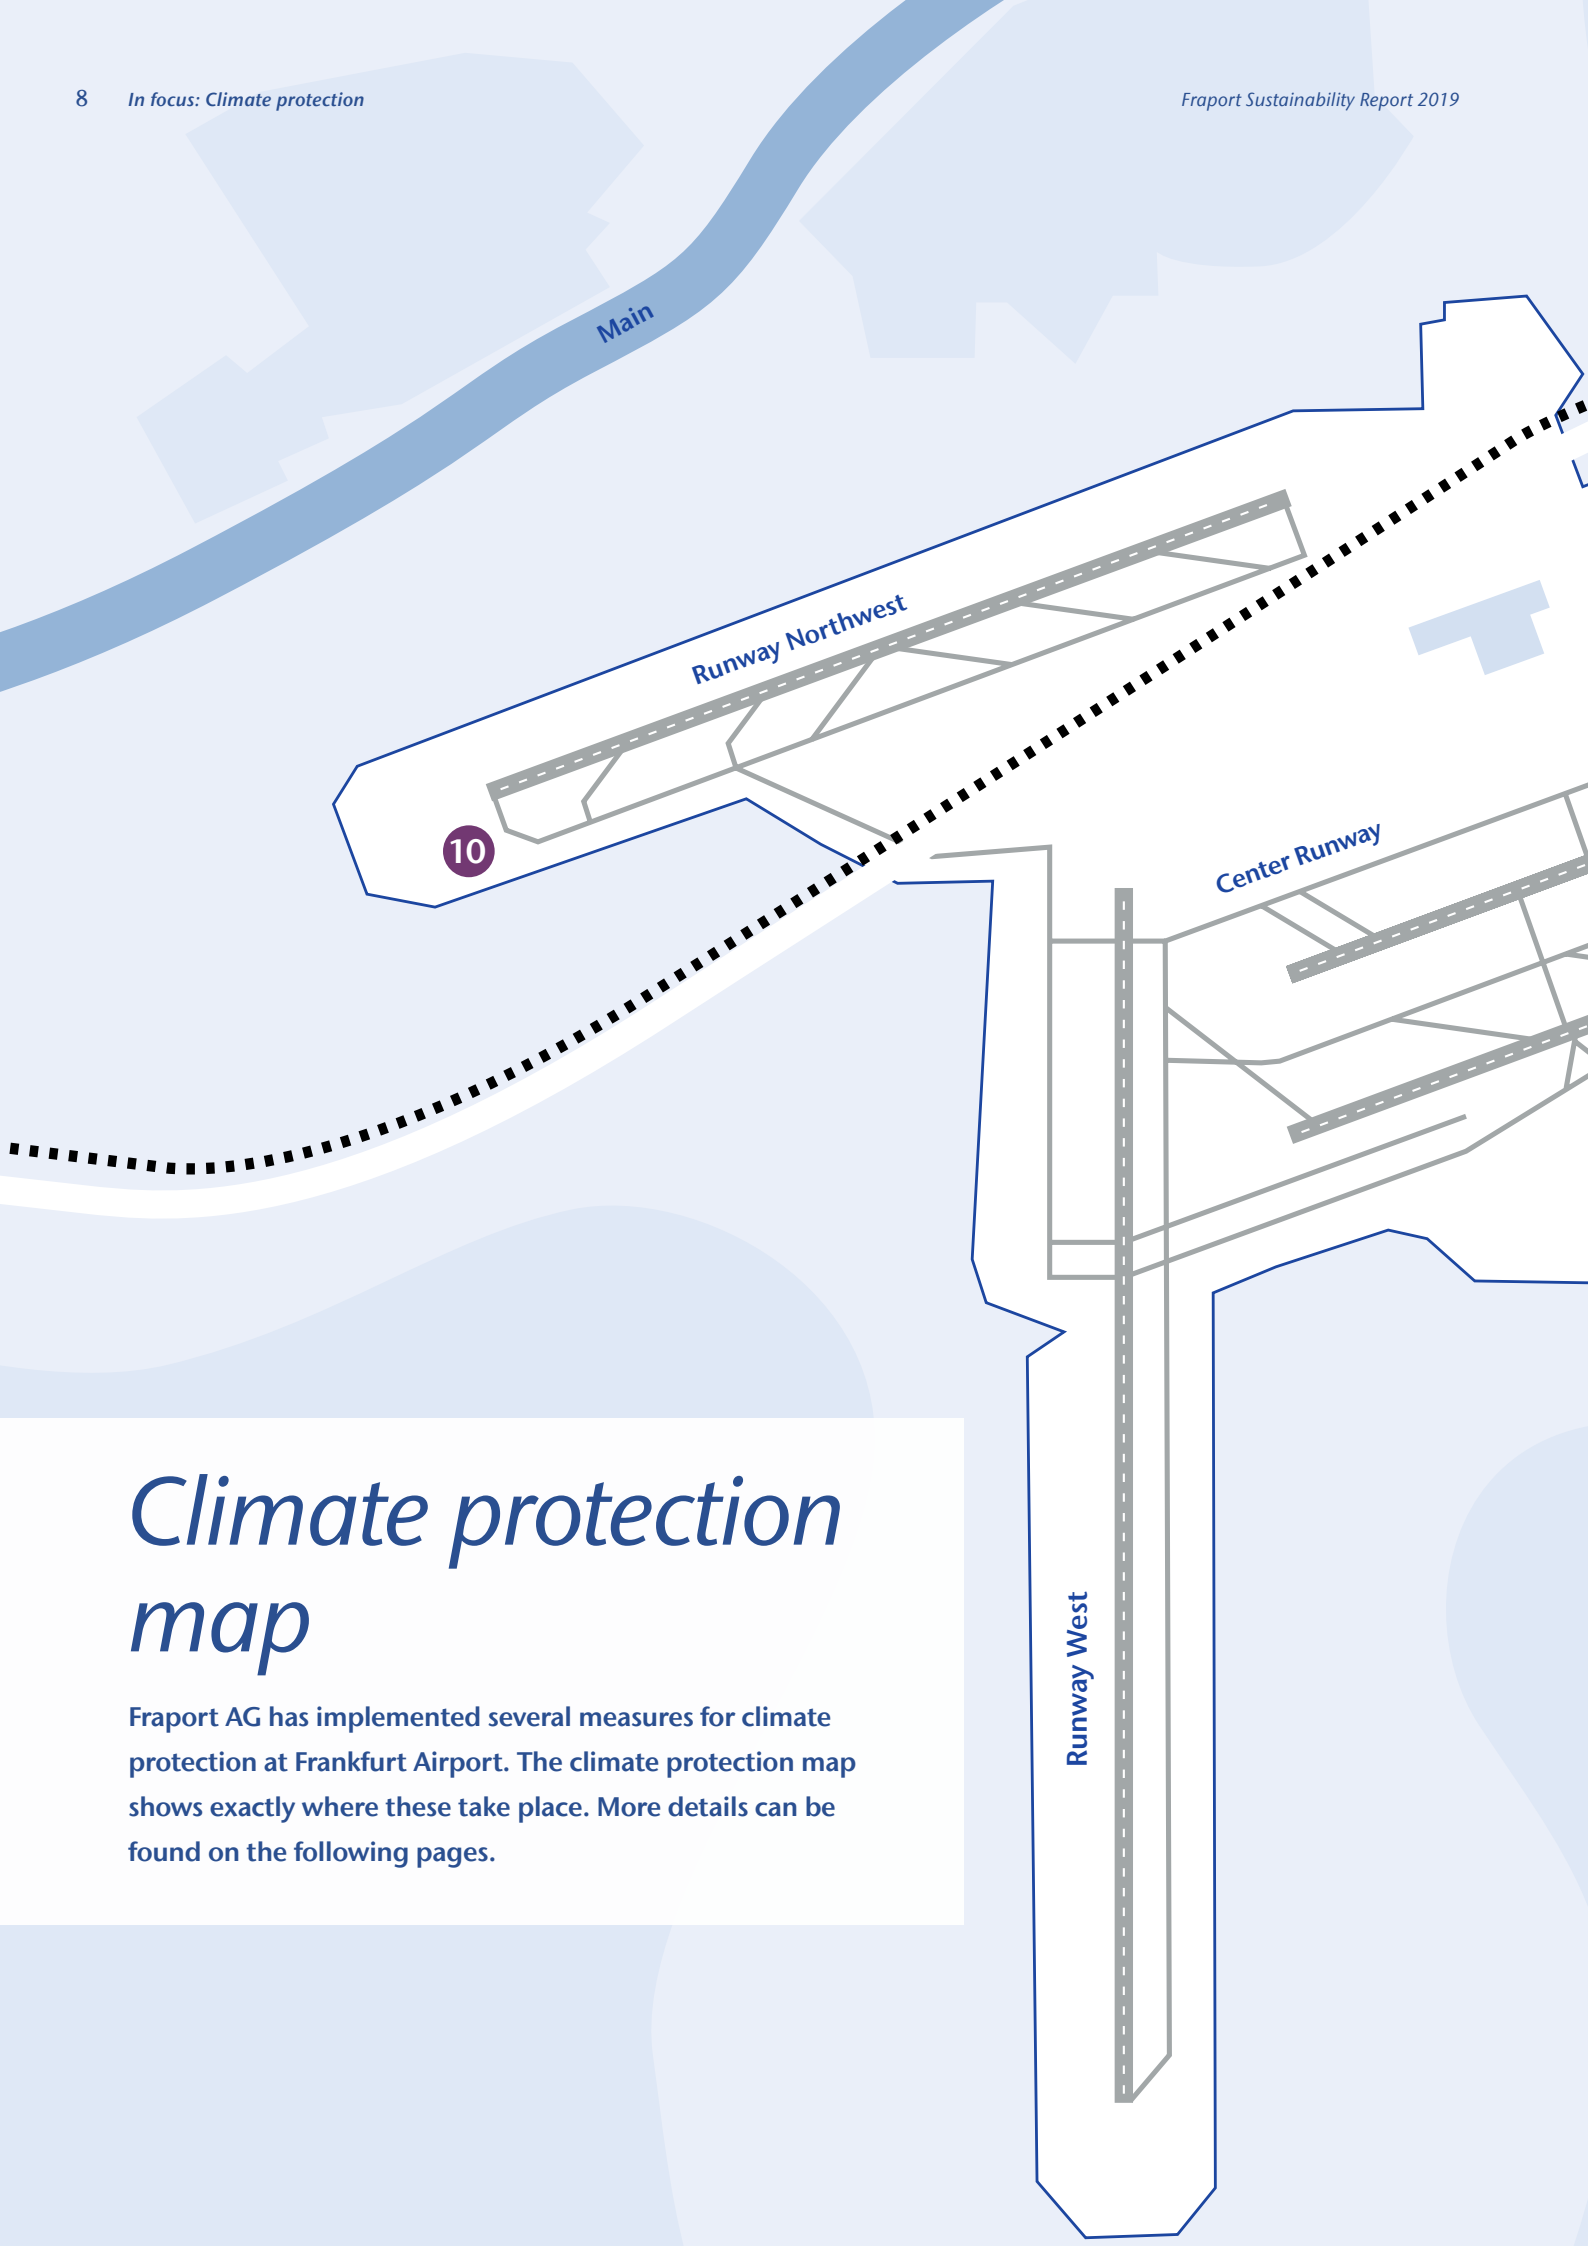 8 In focus: Climate protection
Fraport Sustainability Report 2019
Main
Runway Northwest
10
Center Runway
Runway West
Climate protection
map
Fraport AG has implemented several measures for climate
protection at Frankfurt Airport. The climate protection map
shows exactly where these take place. More details can be
found on the following pages.